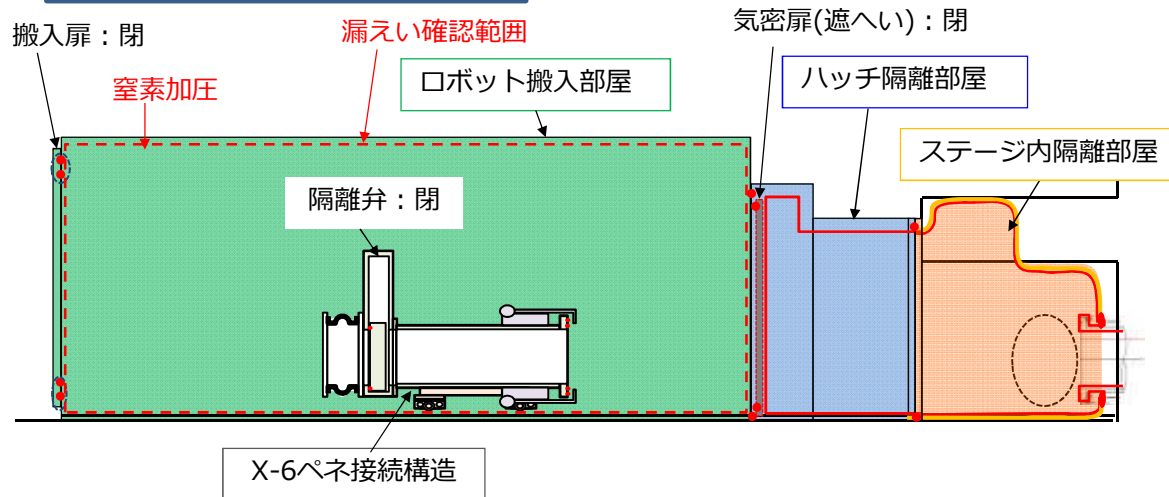 搬入扉：閉
漏えい確認範囲
気密扉(遮へい)：閉
窒素加圧
ロボット搬入部屋
ハッチ隔離部屋
ステージ内隔離部屋
隔離弁：閉
X-6ペネ接続構造